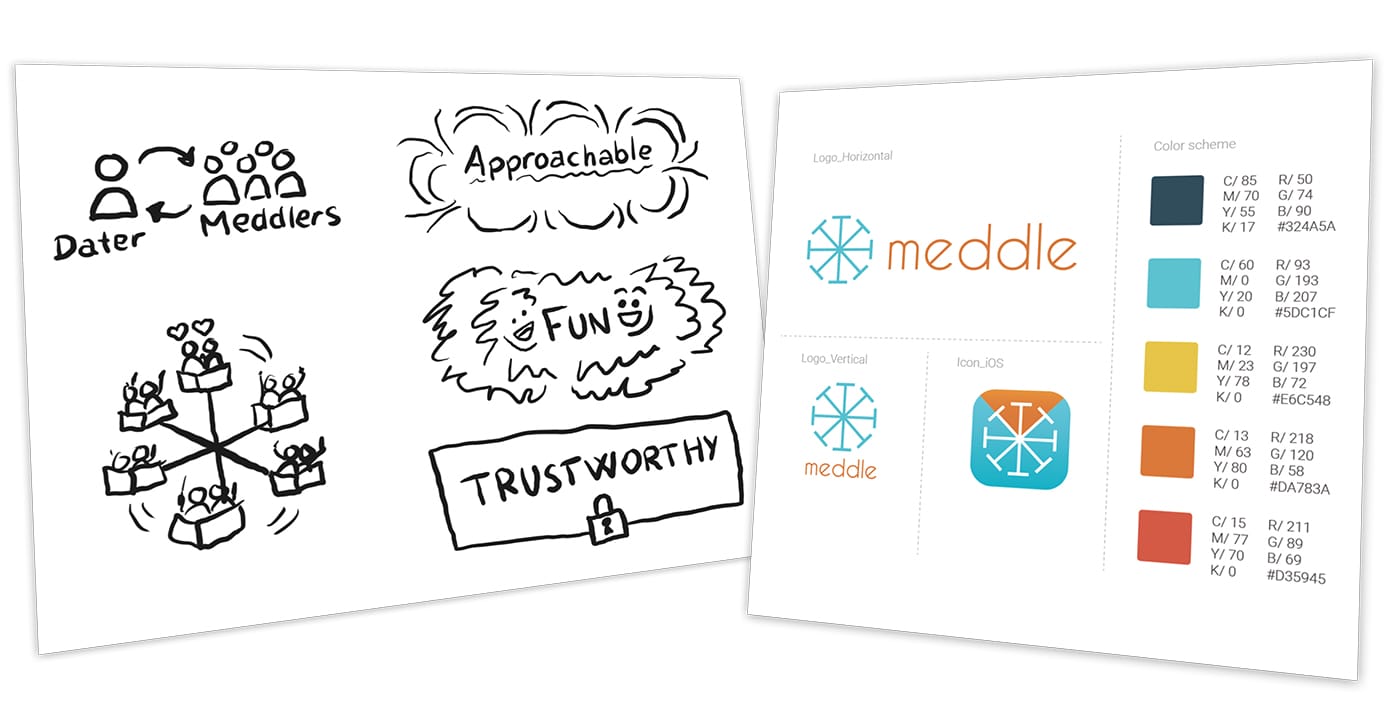 Dater
Meddlers
Approachable
FUN
TRUSTWORTHY
Logo_Horizontal
meddle
Logo_Vertical
meddle
Icon_iOS
Color scheme
C/ 85 R/ 50
M/ 70 G/ 74
Y/ 55 B/ 90
K/ 17 #324A5A
C/ 60 R/ 93
M/ 0 G/ 193
Y/ 20 B/ 207
K/ 0 #5DC1CF
C/ 12 R/ 230
M/ 23 G/ 197
Y/ 78 B/ 72
K/ 0 #E6C548
C/ 13 R/ 218
M/ 63 G/ 120
Y/ 80 B/ 58
K/ 0 #DA783A
C/ 15 R/ 211
M/ 77 G/ 89
Y/ 70 B/ 69
K/ 0 #D35945